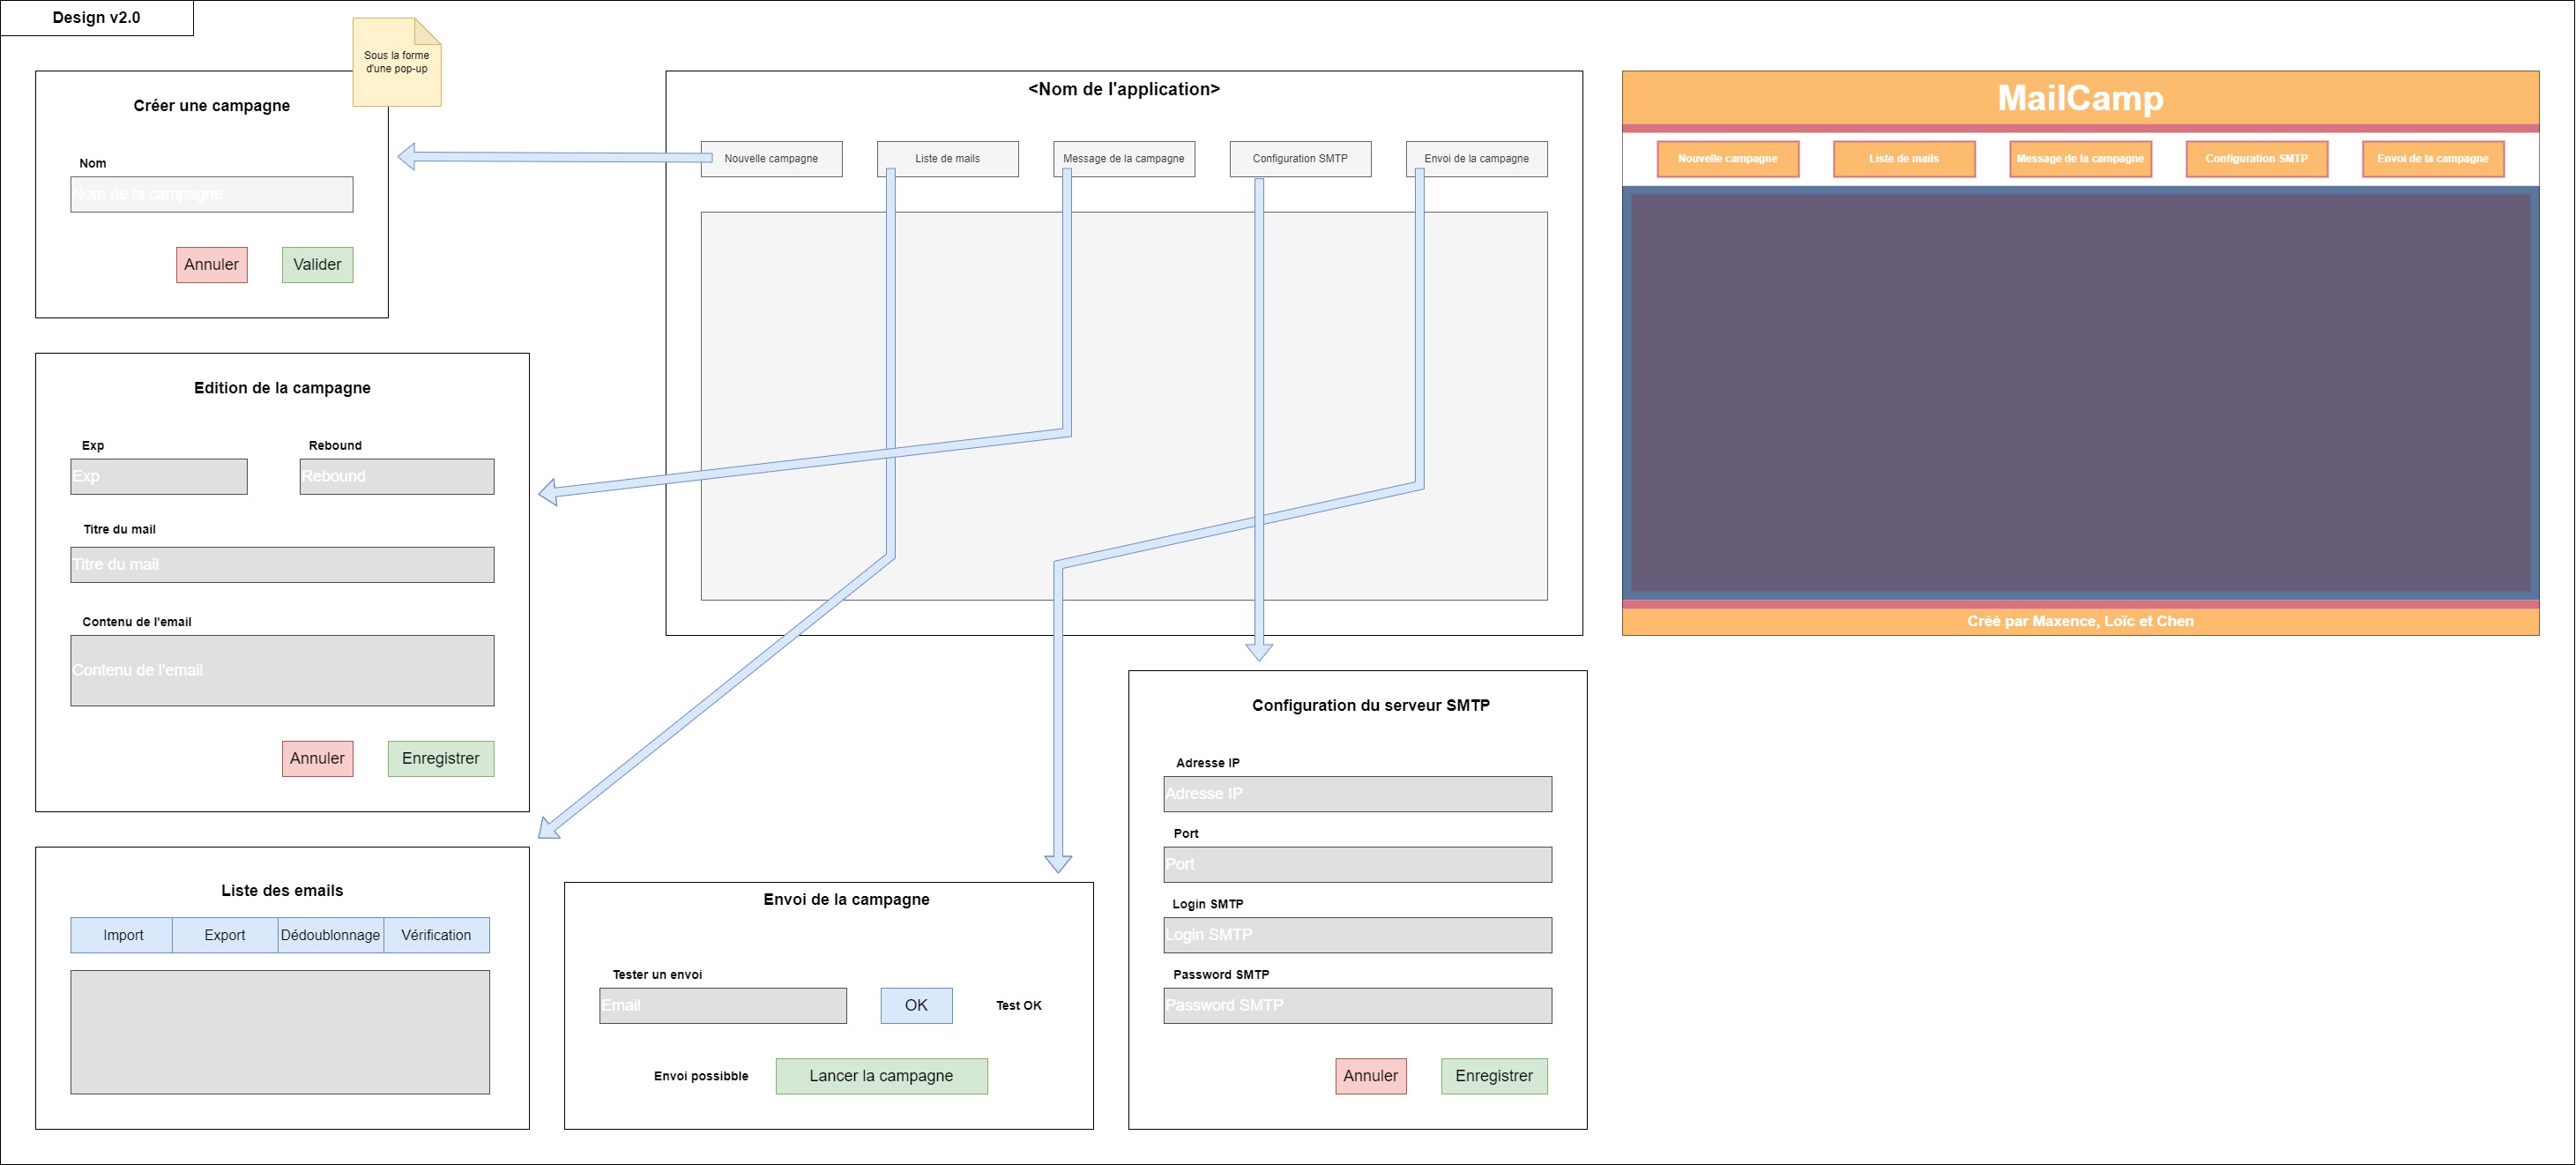 Design v2.0
Sous la forme
d'une pop-up
Créer une campagne
Nom
Nom de la campagne
Annuler
Valider
<Nom de l'application>
Nouvelle campagne
Liste de mails
Message de la campagne
Configuration SMTP
Envoi de la campagne
MailCamp
Nouvelle campagne
Liste de mails
Message de la campagne
Configuration SMTP
Envoi de la campagne
Créé par Maxence, Loïc et Chen
Edition de la campagne
Exp
Rebound
Exp
Rebound
Titre du mail
Titre du mail
Contenu de l'email
Contenu de l'email
Annuler
Enregistrer
Liste des emails
Import
Export
Dédoublonnage
Vérification
Envoi de la campagne
Tester un envoi
Email
OK
Test OK
Envoi possibble
Lancer la campagne
Configuration du serveur SMTP
Adresse IP
Adresse IP
Port
Port
Login SMTP
Login SMTP
Password SMTP
Password SMTP
Annuler
Enregistrer